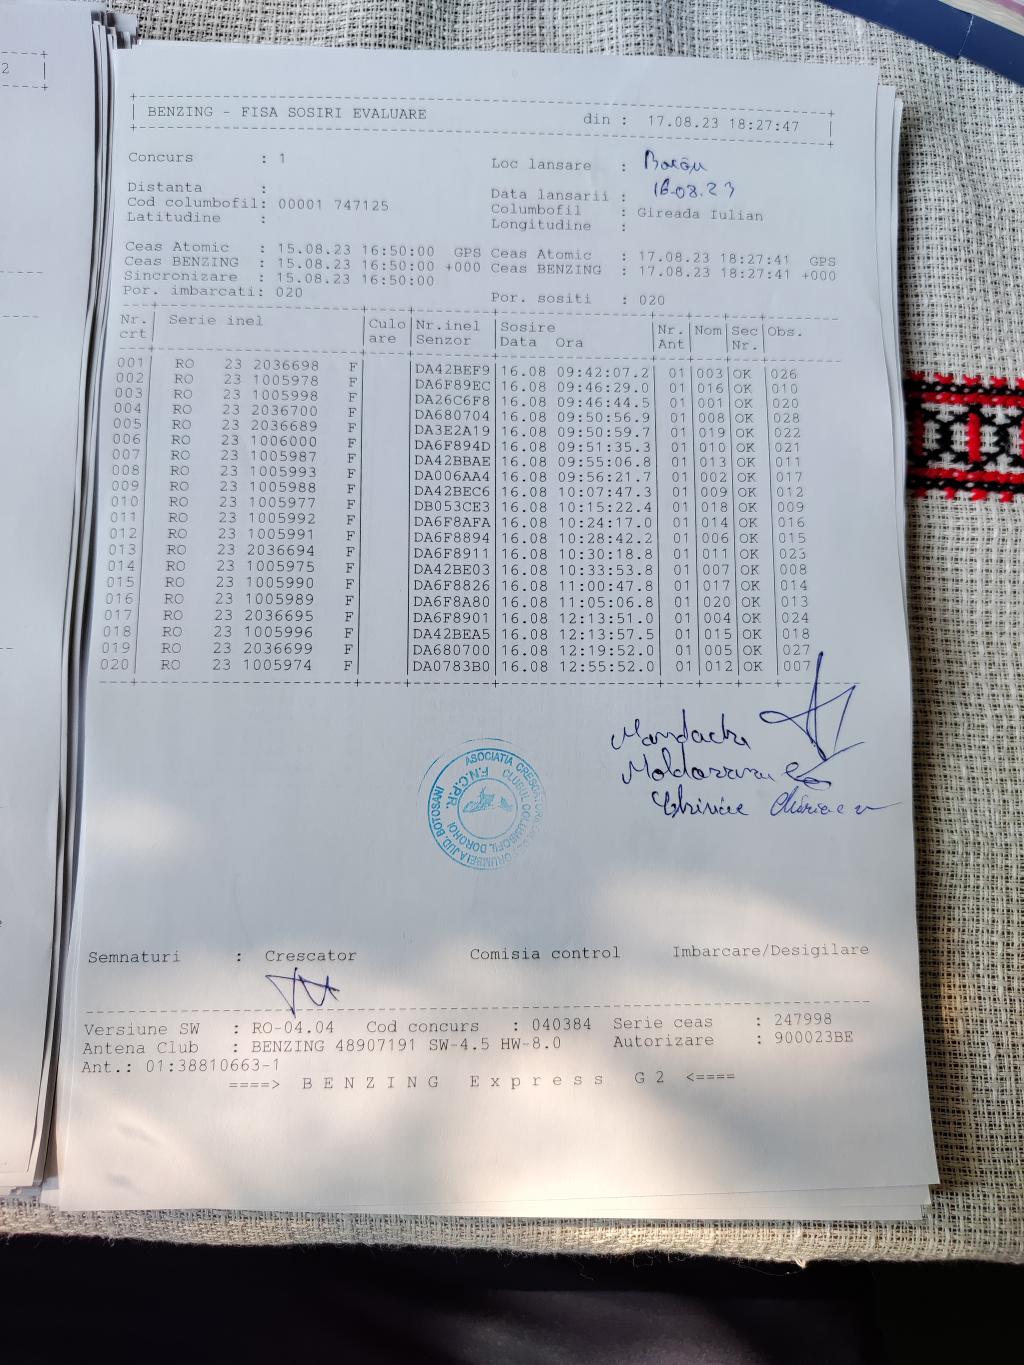 2
BENZING - FISA SOSIRI EVALUARE din : 17.08.23 18:27:47
Concurs : 1 Loc lansare : Bacău
Distanta : Data lansarii : 16.08.23
Cod columbofil: 00001 747125 Columbofil : Gireada Iulian
Latitudine : Longitudine :
Ceas Atomic : 15.08.23 16:50:00 GPS Ceas Atomic : 17.08.23 18:27:41 GPS
Ceas BENZING : 15.08.23 16:50:00 +000 Ceas BENZING : 17.08.23 18:27:41 +000
Sincronizare : 15.08.23 16:50:00
Por. imbarcati: 020 Por. sositi : 020
Nr. Serie inel Culo Nr.inel Sosire Nr. Nom Sec Obs.
crt are Senzor Data Ora Ant Nr.
001 RO 23 2036698 F DA42BEF9 16.08 09:42:07.2 01 003 OK 026
002 RO 23 1005978 F DA6F89EC 16.08 09:46:29.0 01 016 OK 010
003 RO 23 1005998 F DA26C6F8 16.08 09:46:44.5 01 001 OK 020
004 RO 23 2036700 F DA680704 16.08 09:50:56.9 01 008 OK 028
005 RO 23 2036689 F DA3E2A19 16.08 09:50:59.7 01 019 OK 022
006 RO 23 1006000 F DA6F894D 16.08 09:51:35.3 01 010 OK 021
007 RO 23 1005987 F DA42BBAE 16.08 09:55:06.8 01 013 OK 011
008 RO 23 1005993 F DA006AA4 16.08 09:56:21.7 01 002 OK 017
009 RO 23 1005988 F DA42BEC6 16.08 10:07:47.3 01 009 OK 012
010 RO 23 1005977 F DB053CE3 16.08 10:15:22.4 01 018 OK 009
011 RO 23 1005992 F DA6F8AFA 16.08 10:24:17.0 01 014 OK 016
012 RO 23 1005991 F DA6F8894 16.08 10:28:42.2 01 006 OK 015
013 RO 23 2036694 F DA6F8911 16.08 10:30:18.8 01 011 OK 023
014 RO 23 1005975 F DA42BE03 16.08 10:33:53.8 01 007 OK 008
015 RO 23 1005990 F DA6F8826 16.08 11:00:47.8 01 017 OK 014
016 RO 23 1005989 F DA6F8A80 16.08 11:05:06.8 01 020 OK 013
017 RO 23 2036695 F DA6F8901 16.08 12:13:51.0 01 004 OK 024
018 RO 23 1005996 F DA42BEA5 16.08 12:13:57.5 01 015 OK 018
019 RO 23 2036699 F DA680700 16.08 12:19:52.0 01 005 OK 027
020 RO 23 1005974 F DA0783B0 16.08 12:55:52.0 01 012 OK 007
ASOCIATIA JUD. BOTOSANI
F.N.C.P.R. CLUBUL COLUMBOFIL DOROHOI
Semnaturi : Crescator Comisia control Imbarcare/Desigilare
Versiune SW : RO-04.04 Cod concurs : 040384 Serie ceas : 247998
Antena Club : BENZING 48907191 SW-4.5 HW-8.0 Autorizare : 900023BE
Ant.: 01:38810663-1
====> B E N Z I N G E x p r e s s G 2 <====